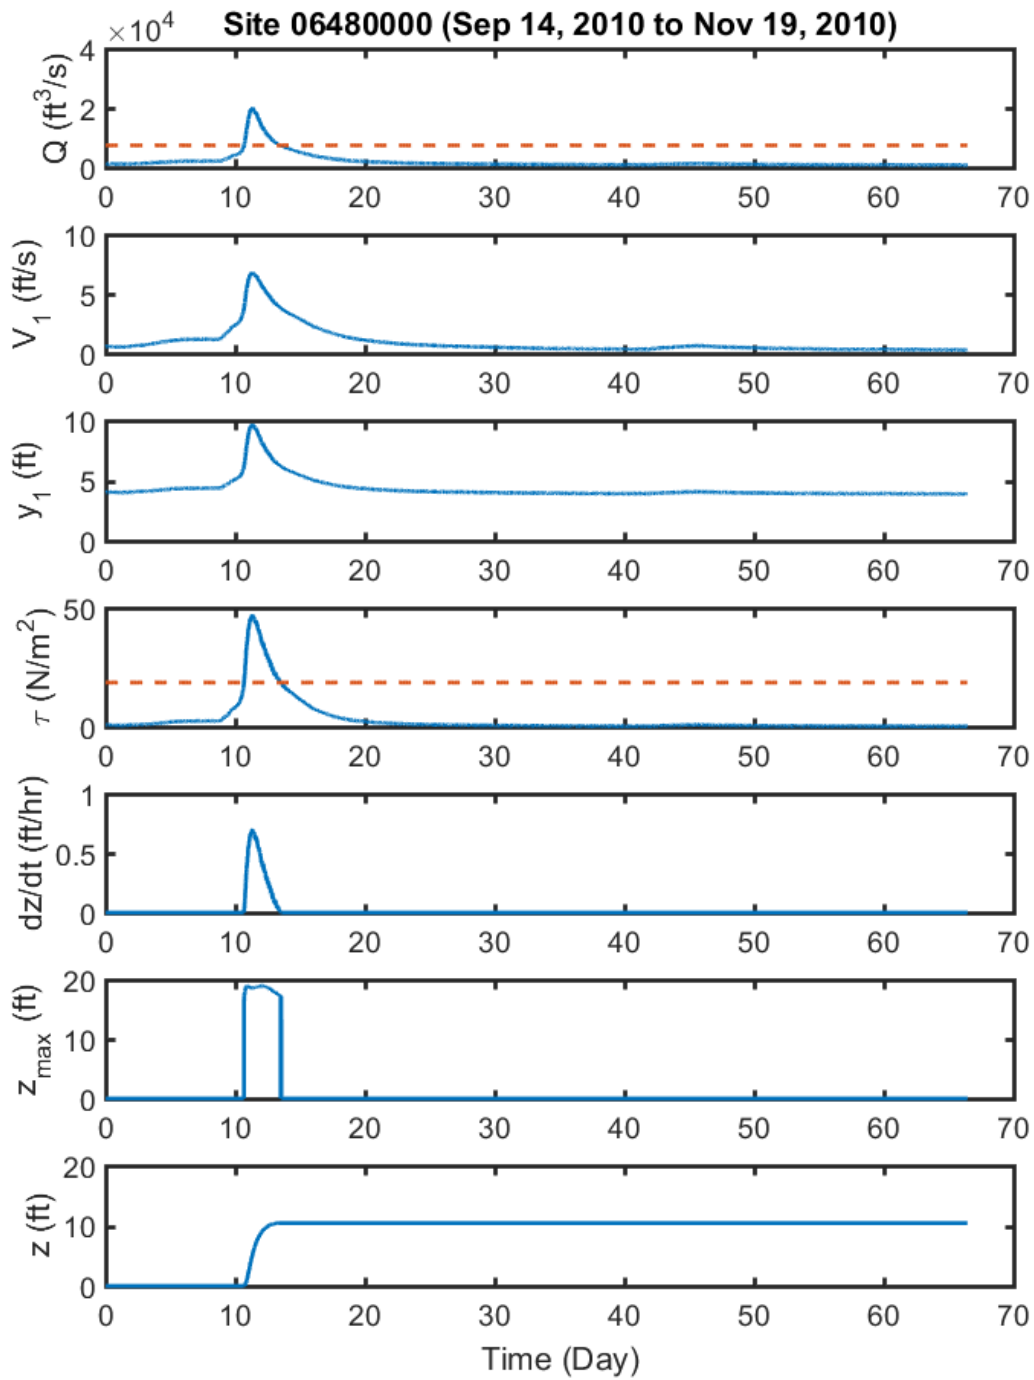 ×10⁴ Site 06480000 (Sep 14, 2010 to Nov 19, 2010)
Q (ft³/s)
4
2
0
0 10 20 30 40 50 60 70
V₁ (ft/s)
10
5
0
0 10 20 30 40 50 60 70
y₁ (ft)
10
5
0
0 10 20 30 40 50 60 70
τ (N/m²)
50
0
0 10 20 30 40 50 60 70
dz/dt (ft/hr)
1
0.5
0
0 10 20 30 40 50 60 70
z_max (ft)
20
10
0
0 10 20 30 40 50 60 70
z (ft)
20
10
0
0 10 20 30 40 50 60 70
Time (Day)